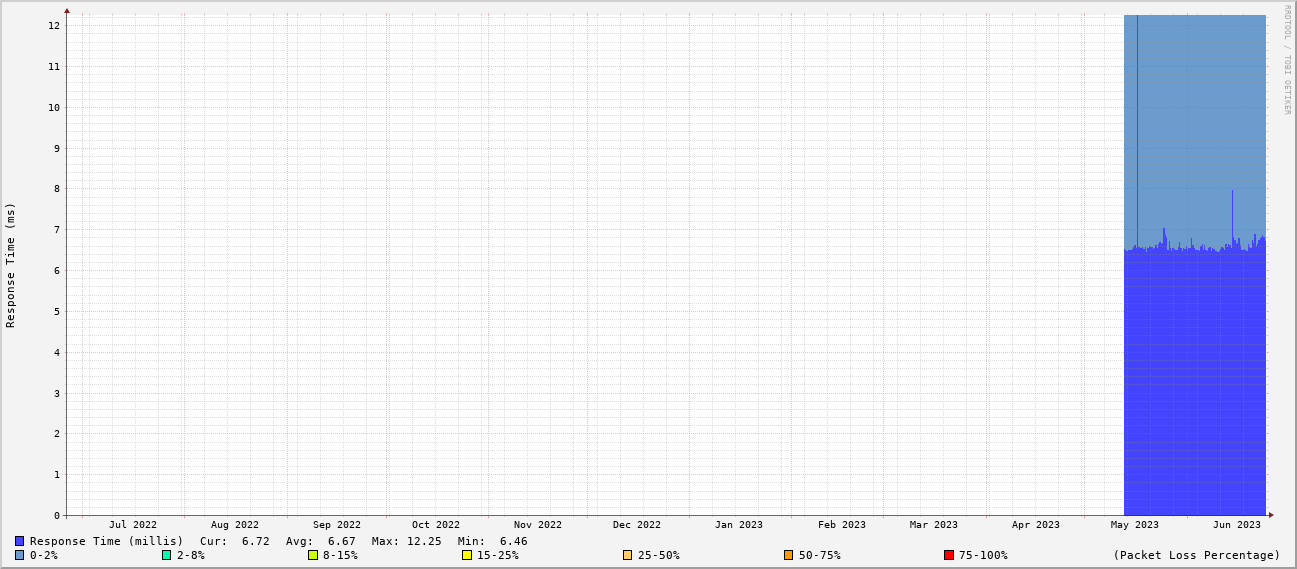 RRDTOOL / TOBI OETIKER
Response Time (ms)
12
11
10
9
8
7
6
5
4
3
2
1
0
Jul 2022 Aug 2022 Sep 2022 Oct 2022 Nov 2022 Dec 2022 Jan 2023 Feb 2023 Mar 2023 Apr 2023 May 2023 Jun 2023
Response Time (millis) Cur: 6.72 Avg: 6.67 Max: 12.25 Min: 6.46
0-2% 2-8% 8-15% 15-25% 25-50% 50-75% 75-100% (Packet Loss Percentage)